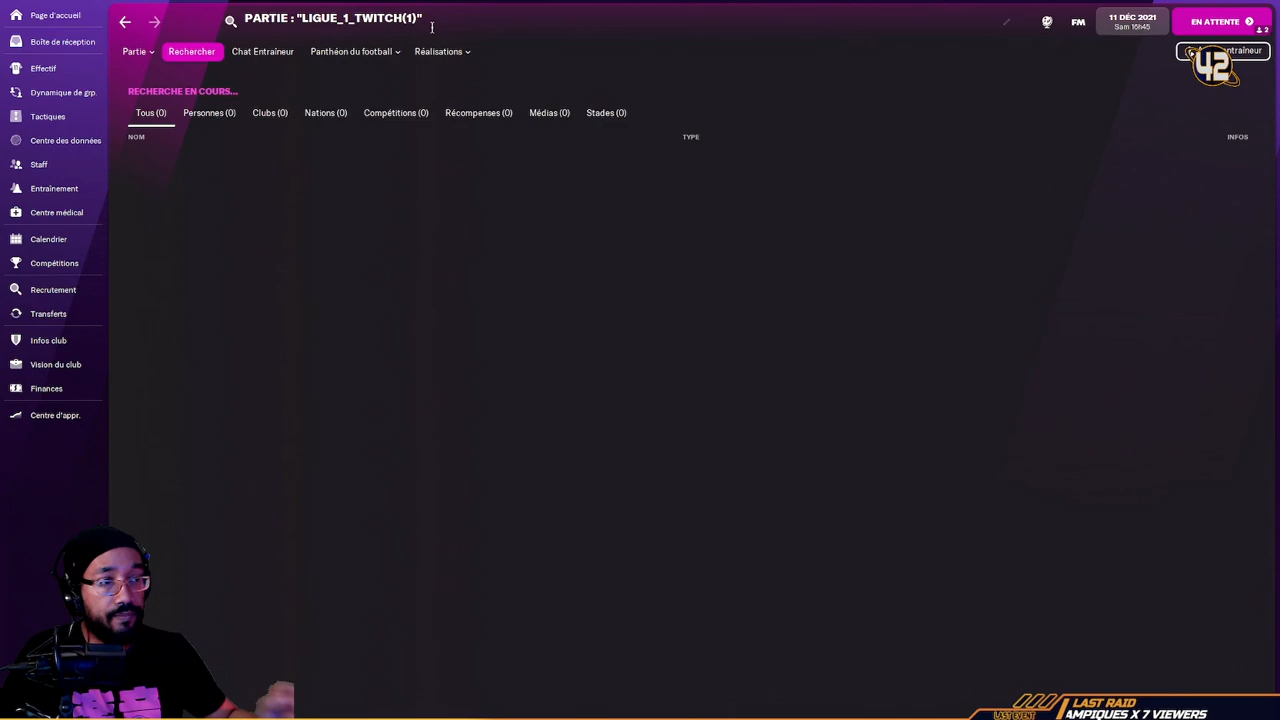 Page d'accueil
Boîte de réception
Effectif
Dynamique de grp.
Tactiques
Centre des données
Staff
Entraînement
Centre médical
Calendrier
Compétitions
Recrutement
Transferts
Infos club
Vision du club
Finances
Centre d'appr.
PARTIE : "LIGUE_1_TWITCH(1)"
FM
11 DÉC 2021
Sam 15h45
EN ATTENTE
2
Partie
Rechercher
Chat Entraîneur
Panthéon du football
Réalisations
entraîneur
42
RECHERCHE EN COURS...
Tous (0)
Personnes (0)
Clubs (0)
Nations (0)
Compétitions (0)
Récompenses (0)
Médias (0)
Stades (0)
NOM
TYPE
INFOS
LAST RAID
LAST EVENT
AMPIQUES X 7 VIEWERS